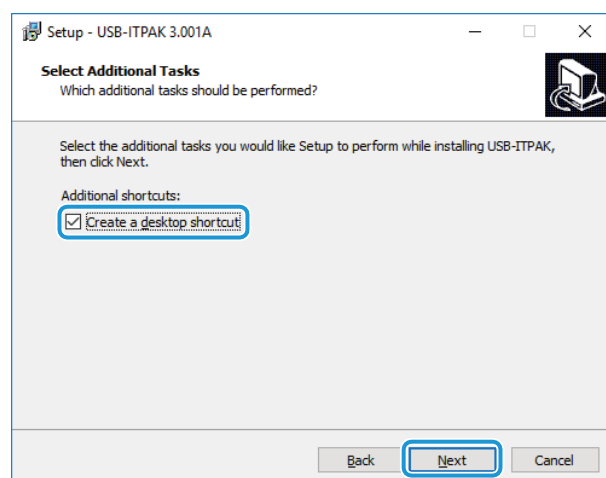 Setup - USB-ITPAK 3.001A
Select Additional Tasks
Which additional tasks should be performed?
Select the additional tasks you would like Setup to perform while installing USB-ITPAK,
then click Next.
Additional shortcuts:
Create a desktop shortcut
Back Next Cancel